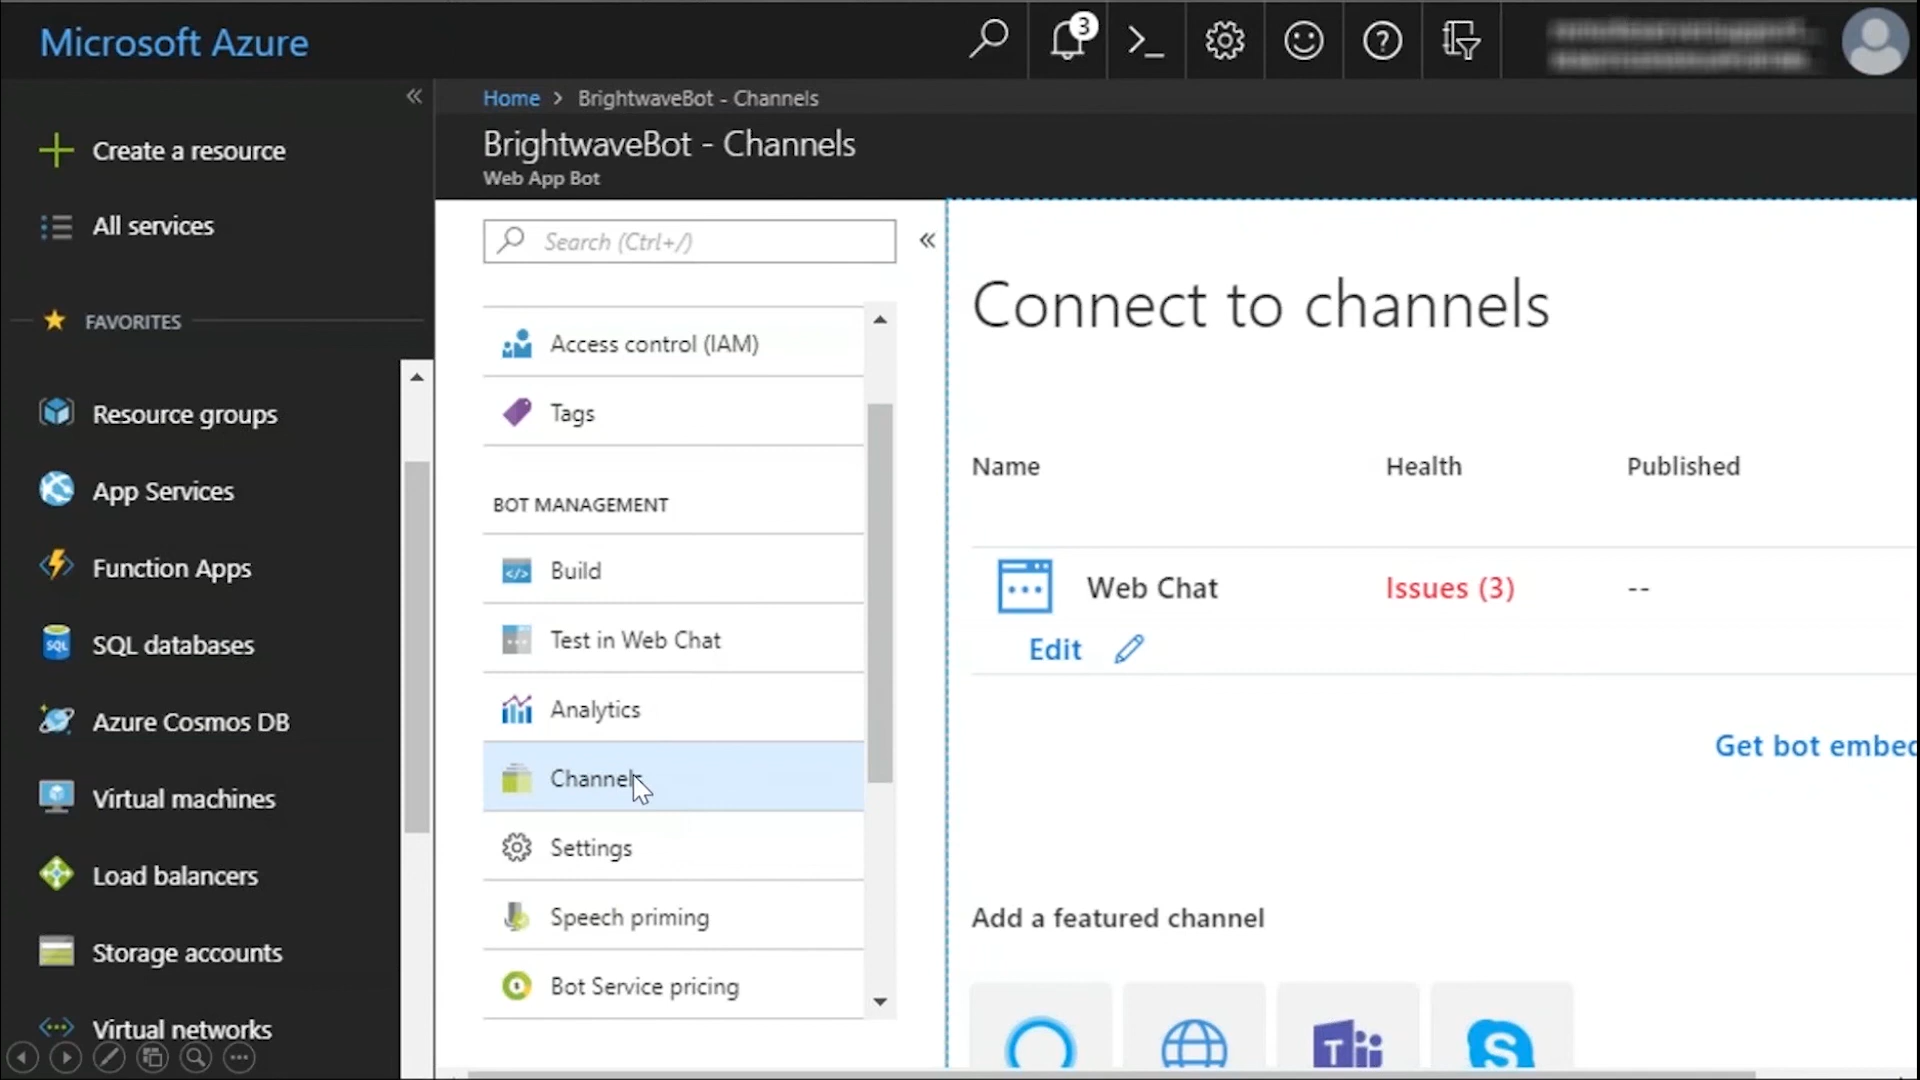 Microsoft Azure
3
Home > BrightwaveBot - Channels
BrightwaveBot - Channels
Web App Bot
Create a resource
All services
FAVORITES
Resource groups
App Services
Function Apps
SQL
SQL databases
Azure Cosmos DB
Virtual machines
Load balancers
Storage accounts
Virtual networks
Search (Ctrl+/)
Access control (IAM)
Tags
BOT MANAGEMENT
Build
Test in Web Chat
Analytics
Channels
Settings
Speech priming
Bot Service pricing
Connect to channels
Name Health Published
Web Chat Issues (3) --
Edit
Get bot embed
Add a featured channel
T
S